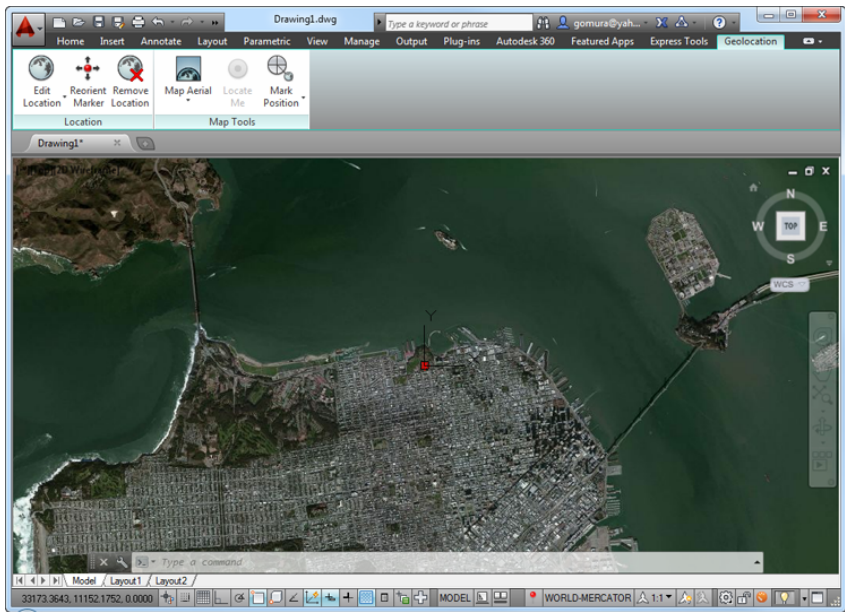 Drawing1.dwg
Type a keyword or phrase
gomura@yah...
Home Insert Annotate Layout Parametric View Manage Output Plug-ins Autodesk 360 Featured Apps Express Tools Geolocation
Edit Location
Reorient Marker
Remove Location
Map Aerial
Locate Me
Mark Position
Location
Map Tools
Drawing1*
N
W TOP E
S
WCS
Y
Type a command
Model Layout1 Layout2
33173.3643, 11152.1752, 0.0000 MODEL WORLD-MERCATOR 1:1